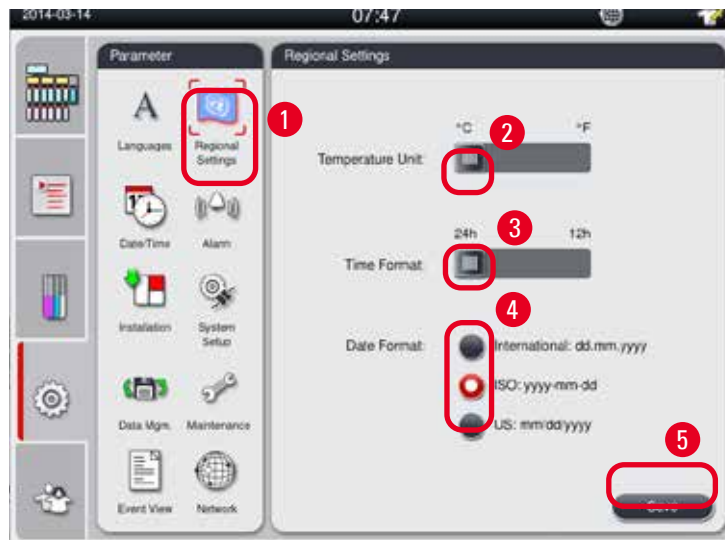 2014-03-14
07:47
Parameter
Regional Settings
Languages
Regional
Settings
1
°C
2
°F
Temperature Unit:
Date/Time
Alarm
24h
3
12h
Time Format:
Installation
System
Setup
4
Date Format:
International: dd.mm.yyyy
ISO: yyyy-mm-dd
US: mm/dd/yyyy
Data Mgm.
Maintenance
5
Save
Event View
Network